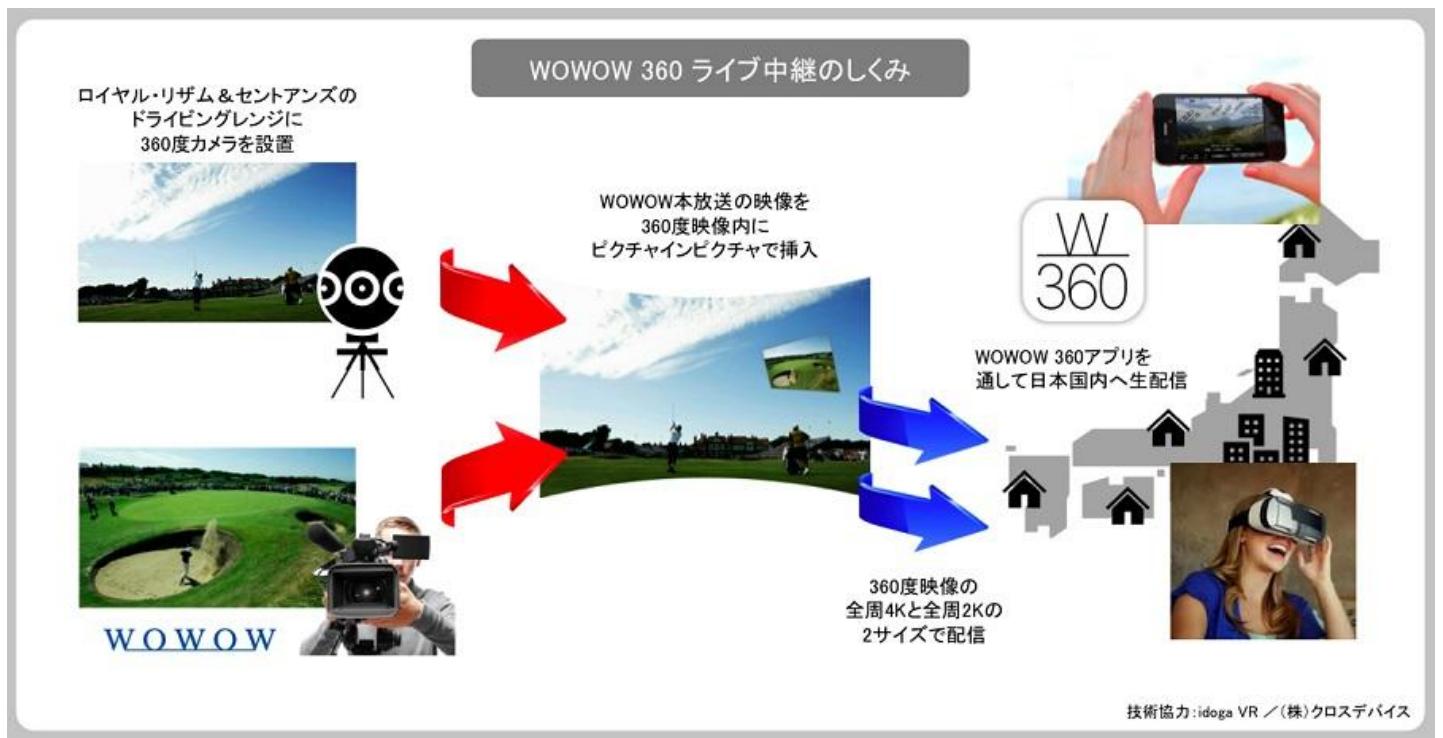 WOWOW 360 ライブ中継のしくみ
ロイヤル・リザム＆セントアンズの
ドライビングレンジに
360度カメラを設置
WOWOW本放送の映像を
360度映像内に
ピクチャインピクチャで挿入
W
360
WOWOW 360アプリを
通して日本国内へ生配信
360度映像の
全周4Kと全周2Kの
2サイズで配信
WOWOW
技術協力：idoga VR ／（株）クロスデバイス